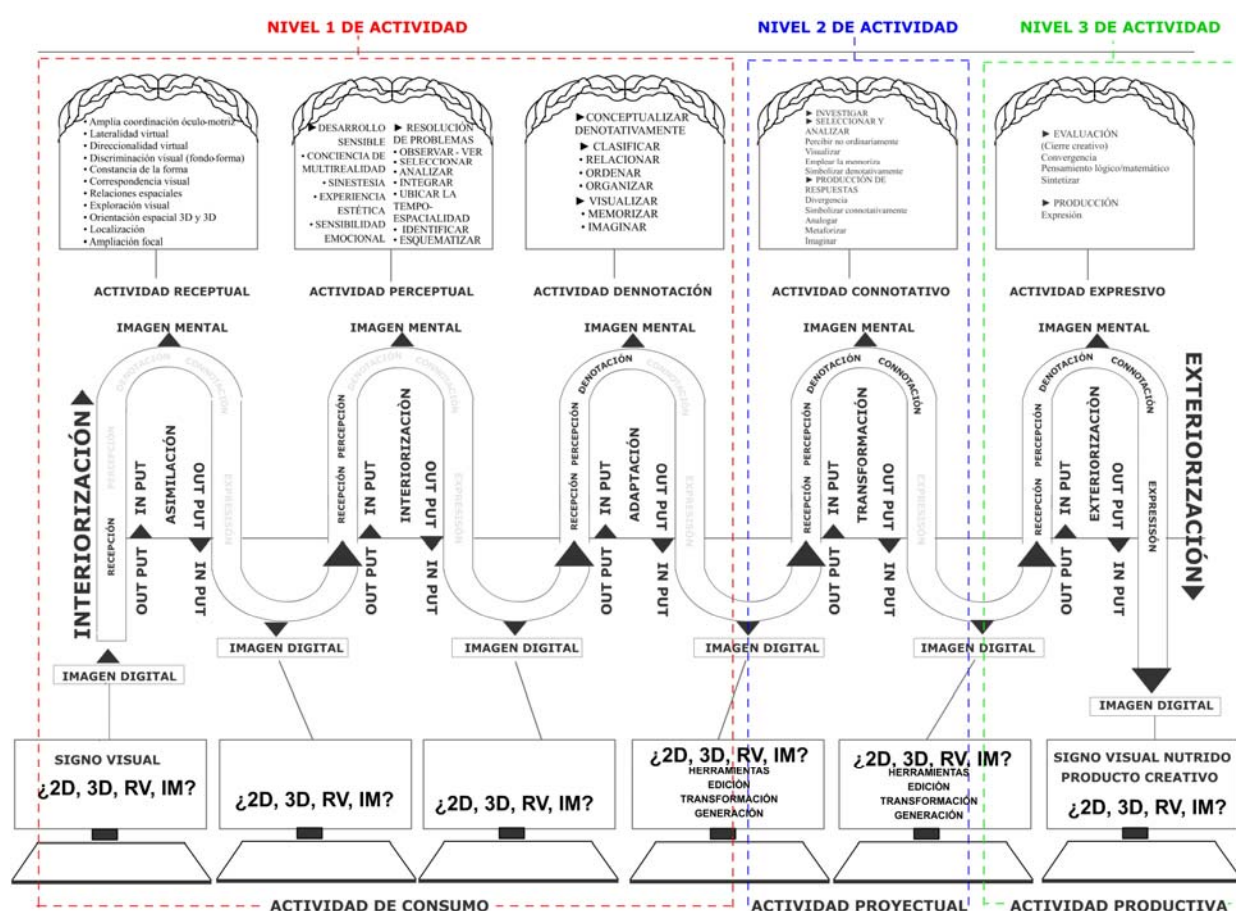 NIVEL 1 DE ACTIVIDAD
NIVEL 2 DE ACTIVIDAD
NIVEL 3 DE ACTIVIDAD
• Amplia coordinación óculo-motriz
• Lateralidad virtual
• Direccionalidad virtual
• Discriminación visual (fondo-forma)
• Constancia de la forma
• Correspondencia visual
• Relaciones espaciales
• Exploración visual
• Orientación espacial 3D y 3D
• Localización
• Ampliación focal
►DESARROLLO
SENSIBLE
• CONCIENCIA DE
MULTIREALIDAD
• SINESTESIA
• EXPERIENCIA
ESTÉTICA
• SENSIBILIDAD
EMOCIONAL
► RESOLUCIÓN
DE PROBLEMAS
• OBSERVAR - VER
• SELECCIONAR
• ANALIZAR
• INTEGRAR
• UBICAR LA
TEMPO-
ESPACIALIDAD
• IDENTIFICAR
• ESQUEMATIZAR
►CONCEPTUALIZAR
DENOTATIVAMENTE
► CLASIFICAR
• RELACIONAR
• ORDENAR
• ORGANIZAR
► VISUALIZAR
• MEMORIZAR
• IMAGINAR
► INVESTIGAR
► SELECCIONAR Y
ANALIZAR
Percibir no ordinariamente
Visualizar
Emplear la memoriza
Simbolizar denotativamente
► PRODUCCIÓN DE
RESPUESTAS
Divergencia
Simbolizar connotativamente
Analogar
Metaforizar
Imaginar
► EVALUACIÓN
(Cierre creativo)
Convergencia
Pensamiento lógico/matemático
Sintetizar
► PRODUCCIÓN
Expresión
ACTIVIDAD RECEPTUAL
ACTIVIDAD PERCEPTUAL
ACTIVIDAD DENNOTACIÓN
ACTIVIDAD CONNOTATIVO
ACTIVIDAD EXPRESIVO
IMAGEN MENTAL
IMAGEN MENTAL
IMAGEN MENTAL
IMAGEN MENTAL
IMAGEN MENTAL
INTERIORIZACIÓN
RECEPCIÓN
PERCEPCIÓN
DENOTACIÓN
CONNOTACIÓN
EXPRESISÓN
IN PUT
OUT PUT
ASIMILACIÓN
OUT PUT
IN PUT
RECEPCIÓN
PERCEPCIÓN
DENOTACIÓN
CONNOTACIÓN
EXPRESISÓN
IN PUT
OUT PUT
INTERIORIZACIÓN
OUT PUT
IN PUT
RECEPCIÓN
PERCEPCIÓN
DENOTACIÓN
CONNOTACIÓN
EXPRESISÓN
IN PUT
OUT PUT
ADAPTACIÓN
OUT PUT
IN PUT
RECEPCIÓN
PERCEPCIÓN
DENOTACIÓN
CONNOTACIÓN
EXPRESISÓN
IN PUT
OUT PUT
TRANSFORMACIÓN
OUT PUT
IN PUT
RECEPCIÓN
PERCEPCIÓN
DENOTACIÓN
CONNOTACIÓN
EXPRESISÓN
IN PUT
OUT PUT
EXTERIORIZACIÓN
OUT PUT
IN PUT
EXTERIORIZACIÓN
IMAGEN DIGITAL
IMAGEN DIGITAL
IMAGEN DIGITAL
IMAGEN DIGITAL
IMAGEN DIGITAL
IMAGEN DIGITAL
SIGNO VISUAL
¿2D, 3D, RV, IM?
¿2D, 3D, RV, IM?
¿2D, 3D, RV, IM?
¿2D, 3D, RV, IM?
HERRAMIENTAS
EDICIÓN
TRANSFORMACIÓN
GENERACIÓN
¿2D, 3D, RV, IM?
HERRAMIENTAS
EDICIÓN
TRANSFORMACIÓN
GENERACIÓN
SIGNO VISUAL NUTRIDO
PRODUCTO CREATIVO
¿2D, 3D, RV, IM?
ACTIVIDAD DE CONSUMO
ACTIVIDAD PROYECTUAL
ACTIVIDAD PRODUCTIVA